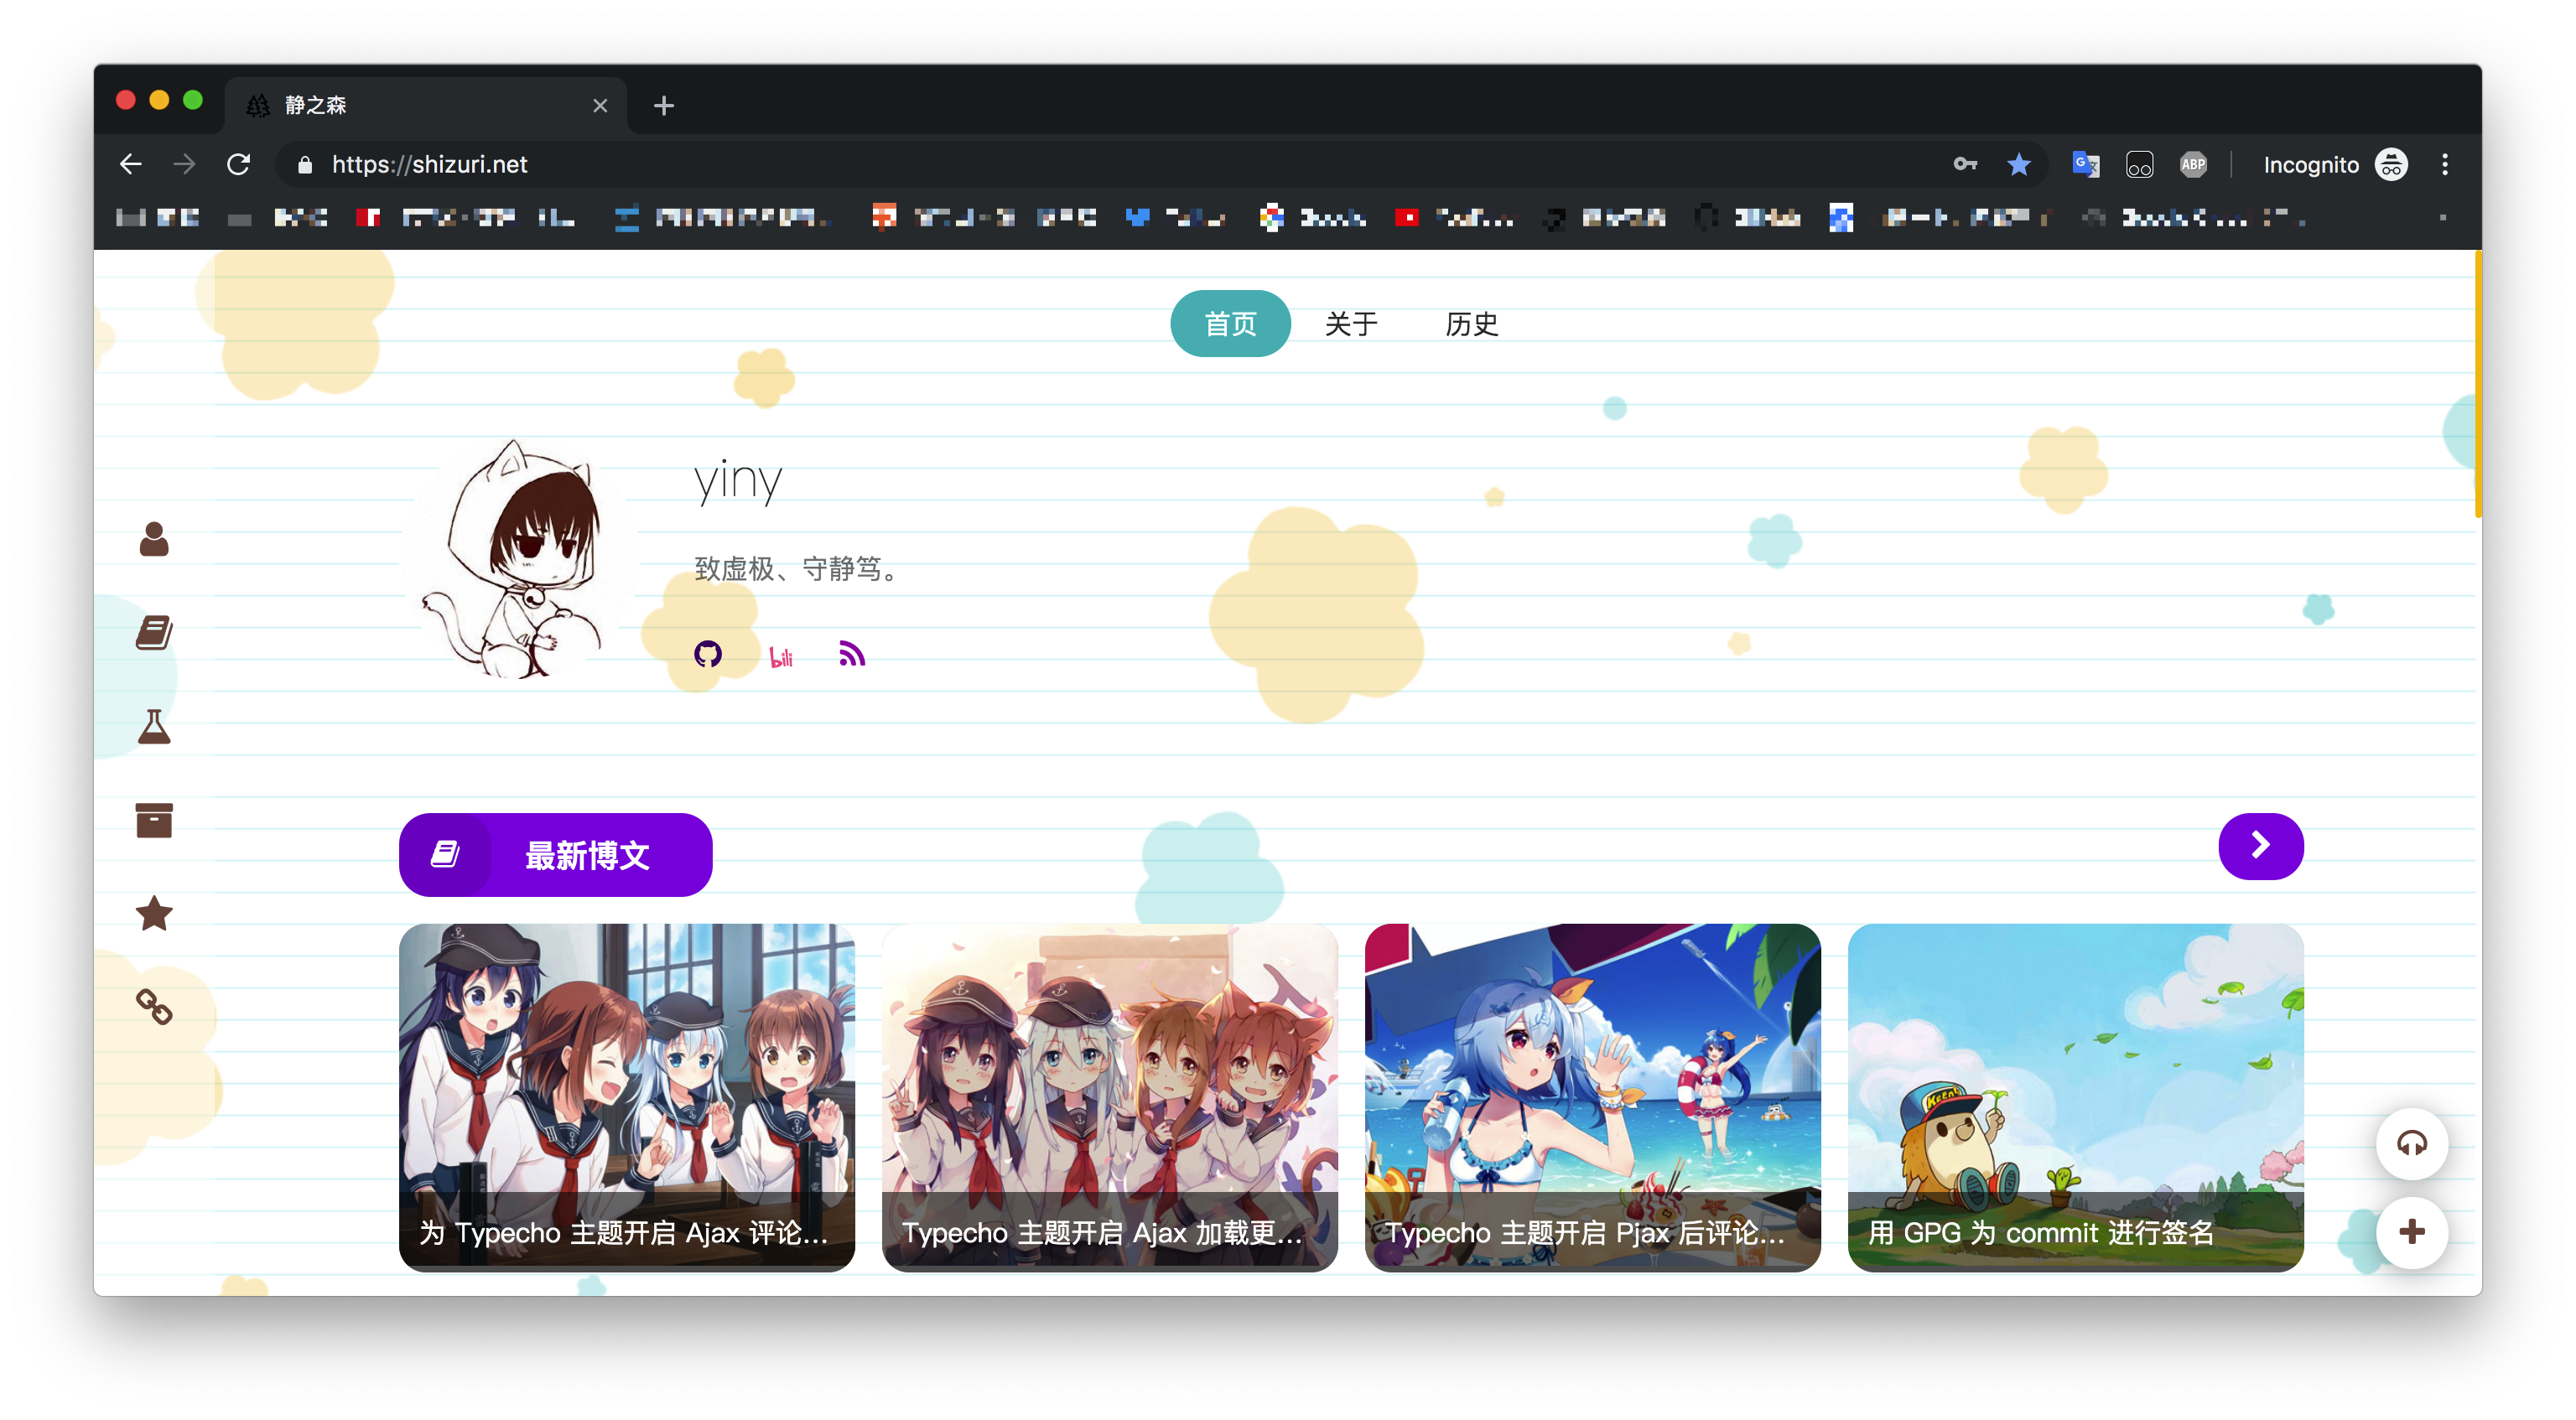 静之森
https://shizuri.net
ABP
Incognito
首页
关于
历史
yiny
致虚极、守静笃。
bili
最新博文
为 Typecho 主题开启 Ajax 评论...
Typecho 主题开启 Ajax 加载更...
Typecho 主题开启 Pjax 后评论...
用 GPG 为 commit 进行签名